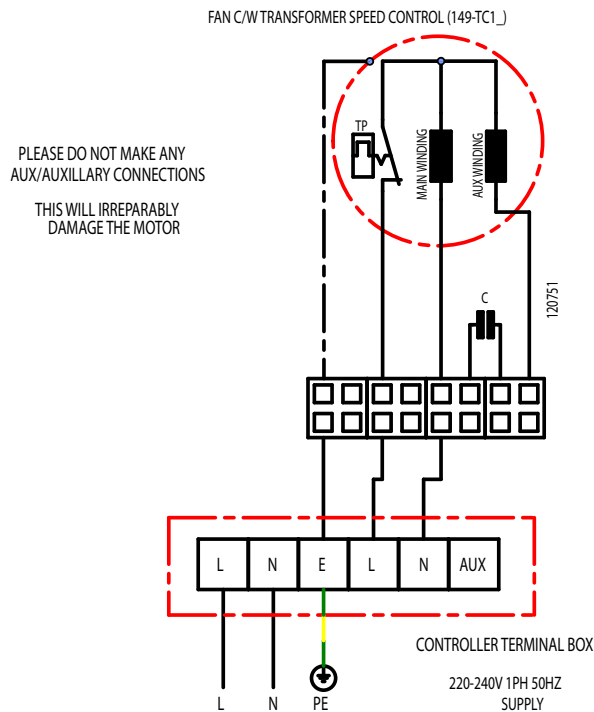 FAN C/W TRANSFORMER SPEED CONTROL (149-TC1_)
PLEASE DO NOT MAKE ANY
AUX/AUXILLARY CONNECTIONS
THIS WILL IRREPARABLY
DAMAGE THE MOTOR
TP
MAIN WINDING
AUX WINDING
C
120751
L N E L N AUX
CONTROLLER TERMINAL BOX
L N PE
220-240V 1PH 50HZ
SUPPLY